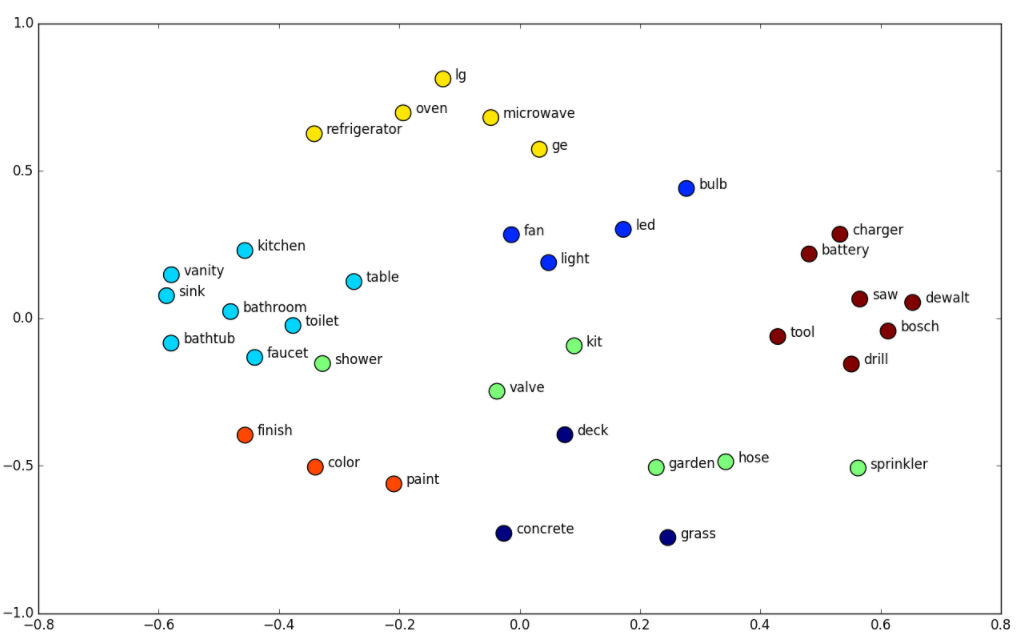 1.0
lg
oven
microwave
refrigerator
ge
0.5
bulb
led
fan
charger
kitchen
battery
light
vanity
table
sink
saw
dewalt
bathroom
0.0
toilet
bosch
tool
bathtub
kit
faucet
shower
drill
valve
finish
deck
color
garden
hose
sprinkler
−0.5
paint
concrete
grass
−1.0
−0.8
−0.6
−0.4
−0.2
0.0
0.2
0.4
0.6
0.8